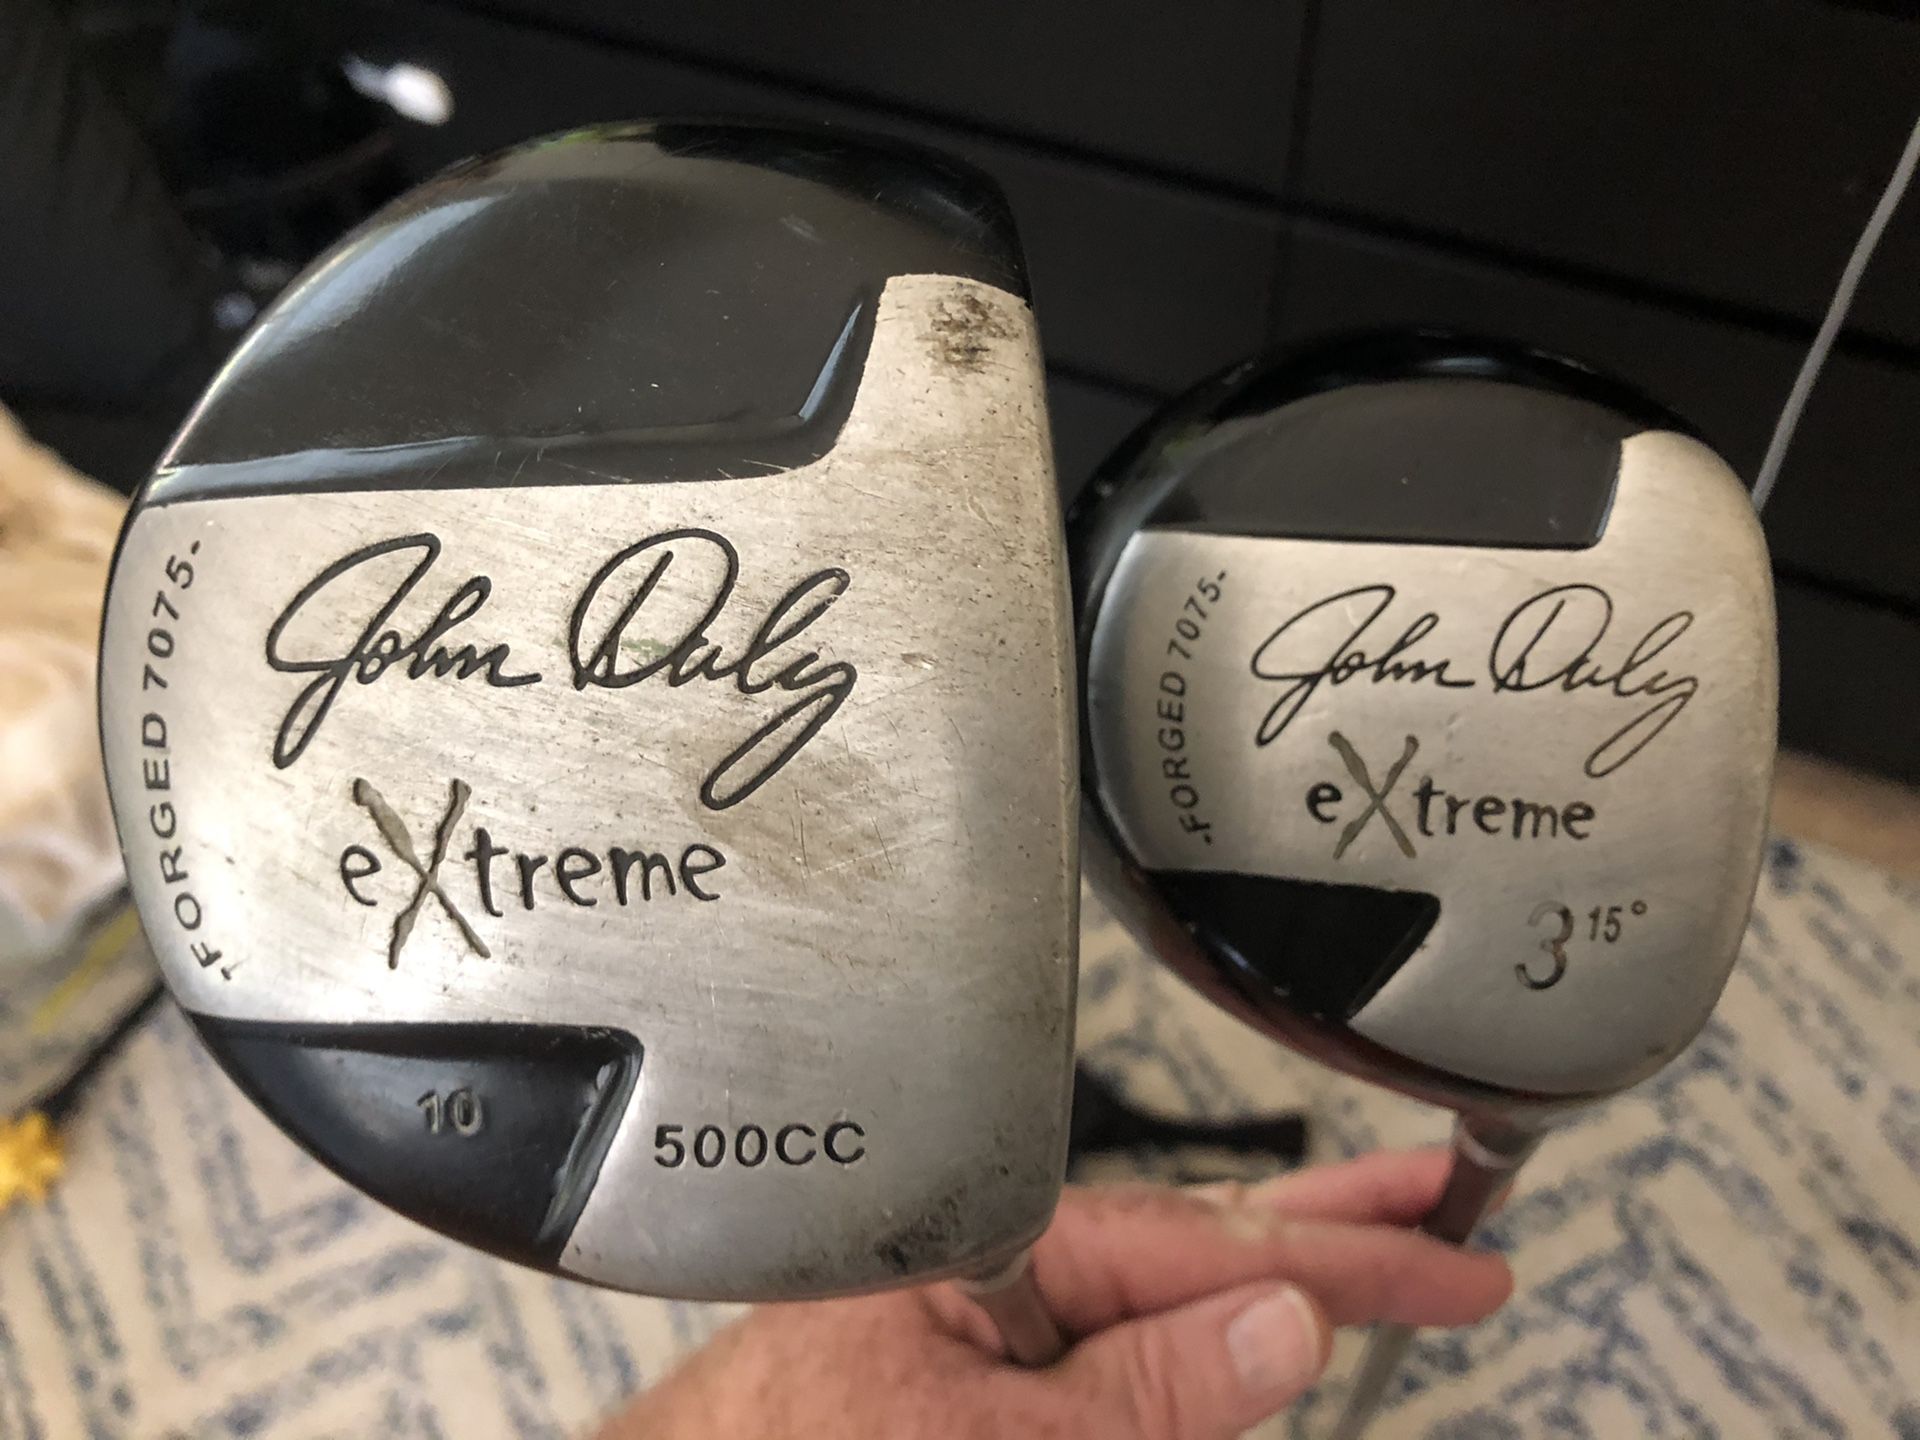 FORGED 7075
John Daly
eXtreme
10
500CC
FORGED 7075
John Daly
eXtreme
3 15°